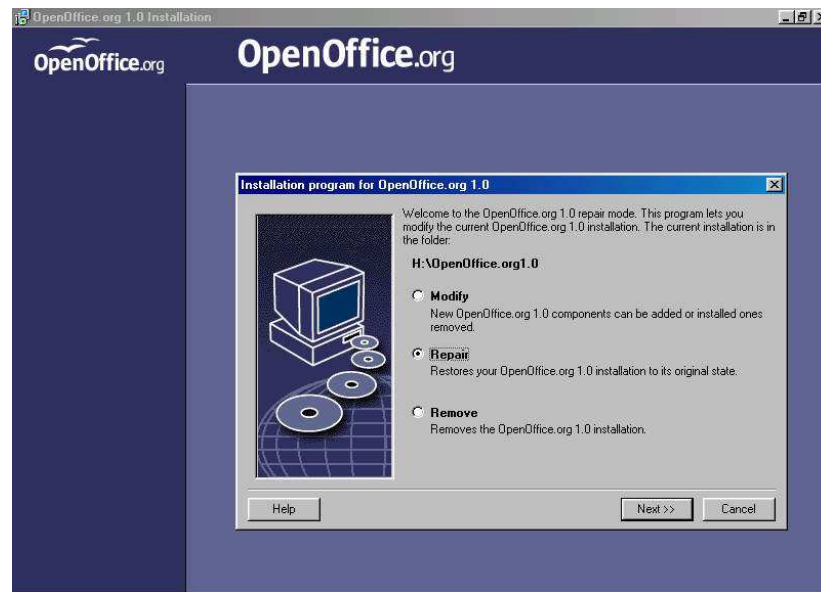 OpenOffice.org 1.0 Installation
OpenOffice.org
OpenOffice.org
Installation program for OpenOffice.org 1.0
Welcome to the OpenOffice.org 1.0 repair mode. This program lets you
modify the current OpenOffice.org 1.0 installation. The current installation is in
the folder:
H:\OpenOffice.org1.0
Modify
New OpenOffice.org 1.0 components can be added or installed ones
removed.
Repair
Restores your OpenOffice.org 1.0 installation to its original state.
Remove
Removes the OpenOffice.org 1.0 installation.
Help
Next >>
Cancel